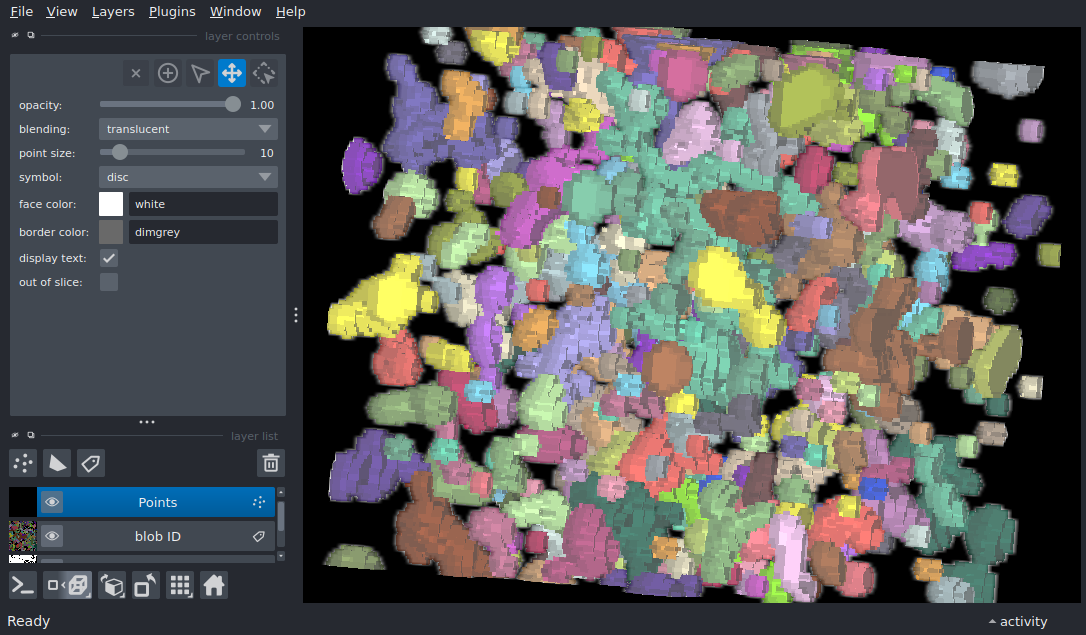 File View Layers Plugins Window Help
layer controls
opacity: 1.00
blending: translucent
point size: 10
symbol: disc
face color: white
border color: dimgrey
display text:
out of slice:
layer list
Points
blob ID
Ready
activity